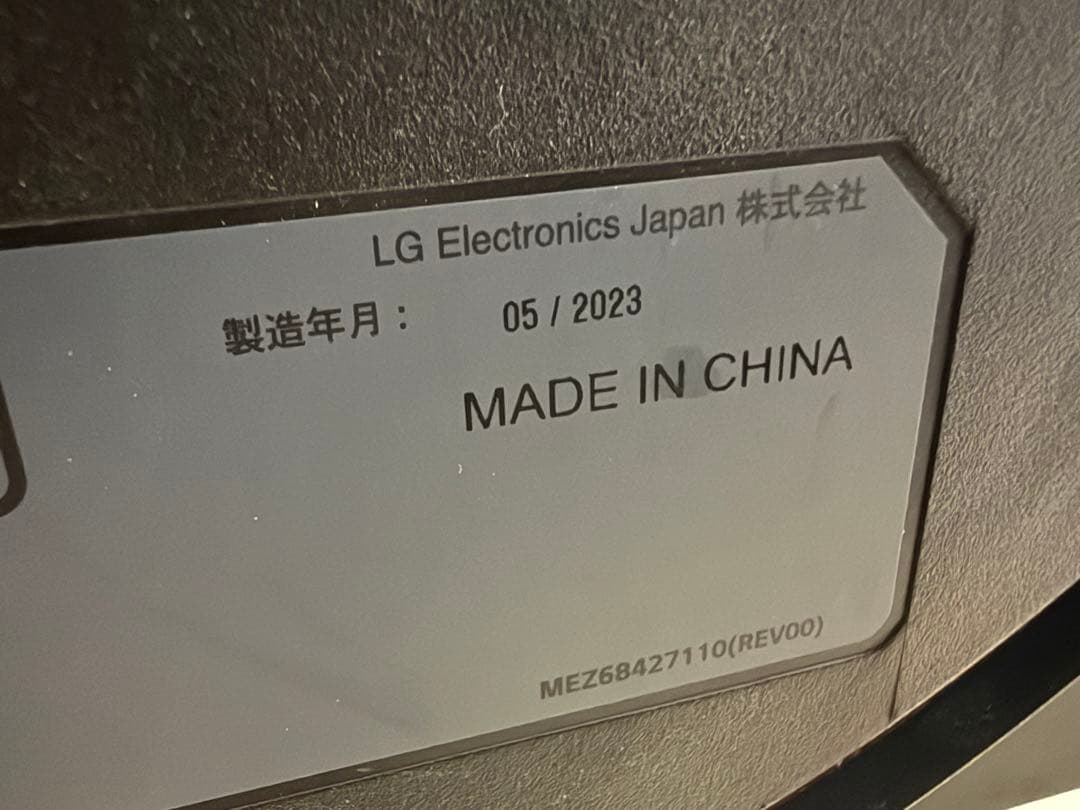 LG Electronics Japan 株式会社
製造年月： 05 / 2023
MADE IN CHINA
MEZ68427110(REV00)